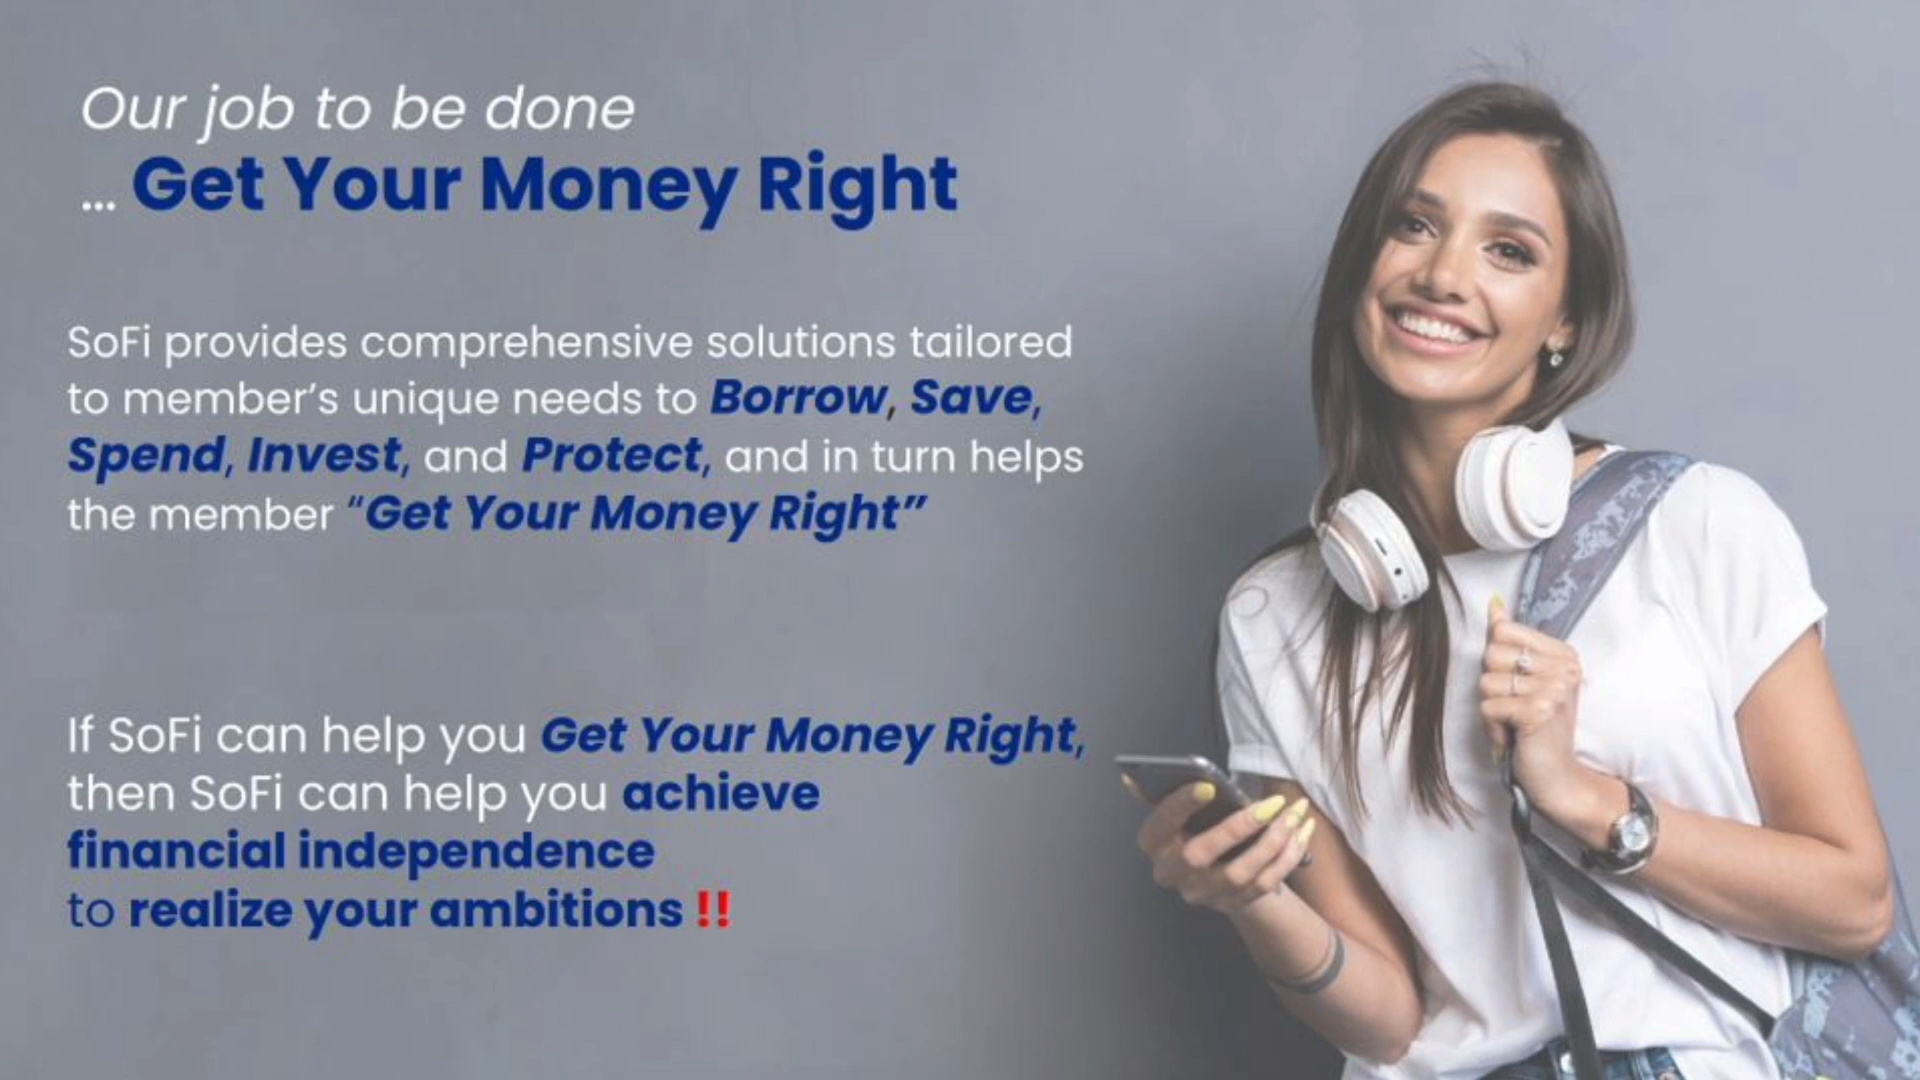 Our job to be done
... Get Your Money Right
SoFi provides comprehensive solutions tailored
to member’s unique needs to Borrow, Save,
Spend, Invest, and Protect, and in turn helps
the member “Get Your Money Right”
If SoFi can help you Get Your Money Right,
then SoFi can help you achieve
financial independence
to realize your ambitions !!